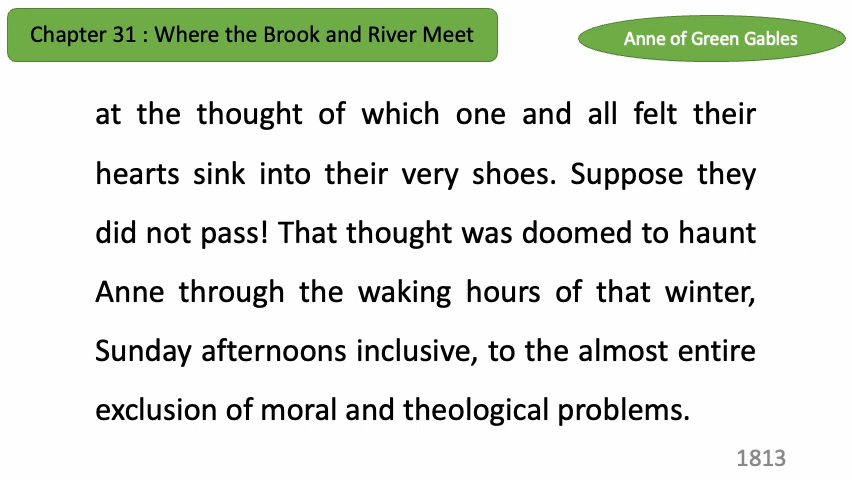 Chapter 31 : Where the Brook and River Meet
Anne of Green Gables
at the thought of which one and all felt their
hearts sink into their very shoes. Suppose they
did not pass! That thought was doomed to haunt
Anne through the waking hours of that winter,
Sunday afternoons inclusive, to the almost entire
exclusion of moral and theological problems.
1813